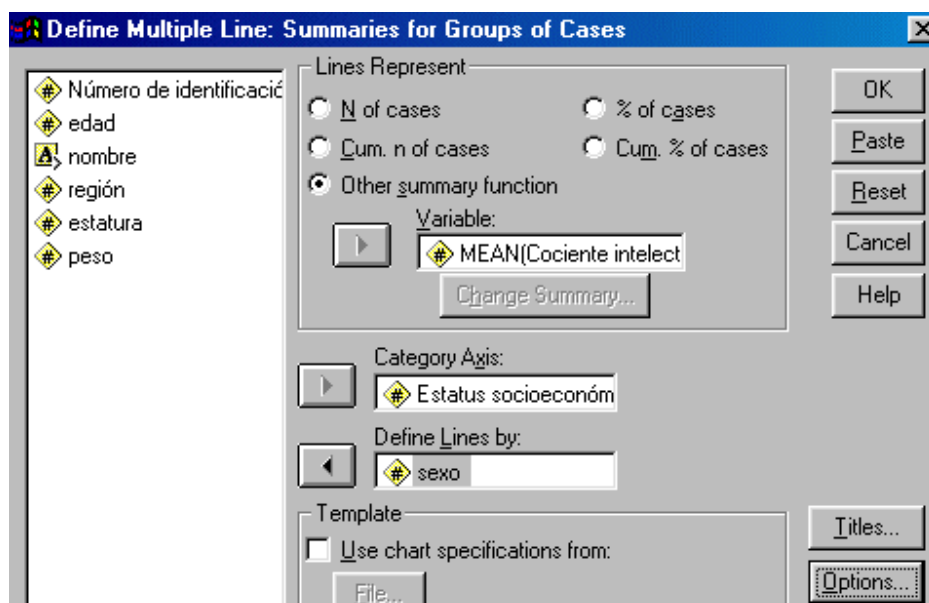 Define Multiple Line: Summaries for Groups of Cases
Número de identificació
edad
nombre
región
estatura
peso
Lines Represent
N of cases
% of cases
Cum. n of cases
Cum. % of cases
Other summary function
Variable:
MEAN(Cociente intelect
Change Summary...
Category Axis:
Estatus socioeconóm
Define Lines by:
sexo
Template
Use chart specifications from:
File...
OK
Paste
Reset
Cancel
Help
Titles...
Options...